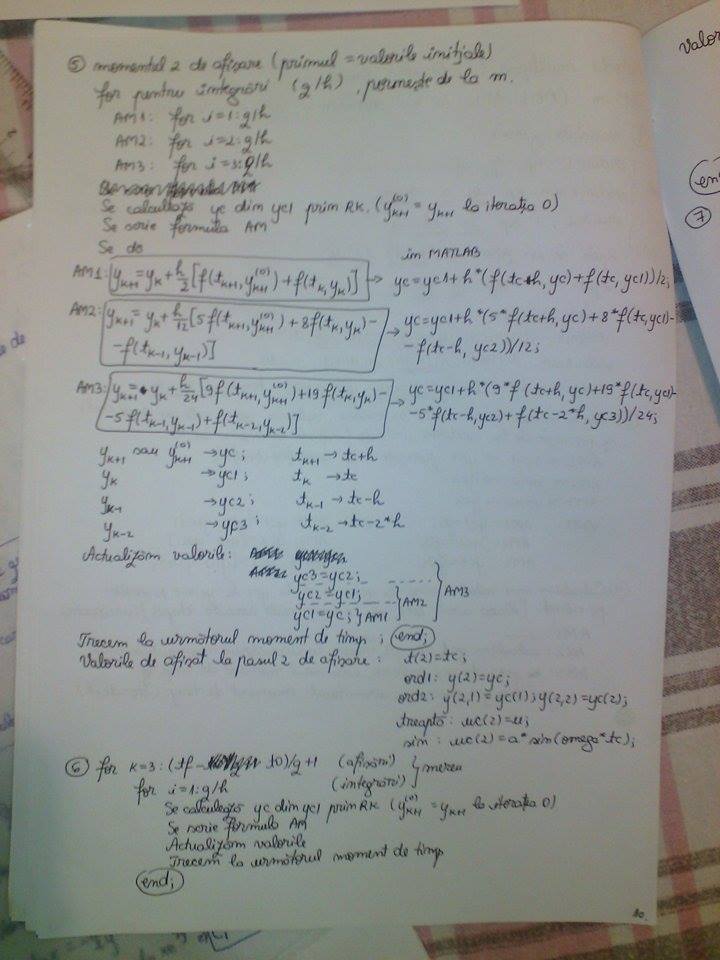 ⑤ momentul 2 de afișare (primul = valorile inițiale)
for pentru integrări (g/h), pornește de la m.
AM1: for i=1:g/h
AM2: for i=2:g/h
AM3: for i=3:g/h
Se calculează yc din yc1 prin RK. (y_{k+1}^{(0)} = y_{k+1} la iterația 0)
Se scrie formula AM
Se dă
in MATLAB
AM1: y_{k+1} = y_k + h/2 [f(t_{k+1}, y_{k+1}^{(0)}) + f(t_k, y_k)] → yc=yc1+h*(f(tc+h, yc)+f(tc, yc1))/2;
AM2: y_{k+1} = y_k + h/12 [5f(t_{k+1}, y_{k+1}^{(0)}) + 8f(t_k, y_k) - → yc=yc1+h*(5*f(tc+h, yc)+8*f(tc, yc1)-
-f(t_{k-1}, y_{k-1})] -f(tc-h, yc2))/12;
AM3: y_{k+1} = y_k + h/24 [9f(t_{k+1}, y_{k+1}^{(0)}) + 19f(t_k, y_k) - → yc=yc1+h*(9*f(tc+h, yc)+19*f(tc, yc1)-
-5f(t_{k-1}, y_{k-1}) + f(t_{k-2}, y_{k-2})] -5*f(tc-h, yc2)+f(tc-2*h, yc3))/24;
y_{k+1} sau y_{k+1}^{(0)} → yc; t_{k+1} → tc+h
y_k → yc1; t_k → tc
y_{k-1} → yc2; t_{k-1} → tc-h
y_{k-2} → yc3; t_{k-2} → tc-2*h
Actualizăm valorile:
yc3=yc2;
yc2=yc1;
yc1=yc; } AM1 } AM2 } AM3
Trecem la următorul moment de timp; end;
Valorile de afișat la pasul 2 de afișare: t(2)=tc;
ord1: y(2)=yc;
ord2: y(2,1)=yc(1); y(2,2)=yc(2);
treaptă: uc(2)=u;
sin: uc(2)=a*sin(omega*tc);
⑥ for k=3:(tf-t0)/g+1 (afișări) } mereu
for i=1:g/h (integrări)
Se calculează yc din yc1 prin RK (y_{k+1}^{(0)} = y_{k+1} la iterația 0)
Se scrie formula AM
Actualizăm valorile
Trecem la următorul moment de timp
end;
10.
⑦